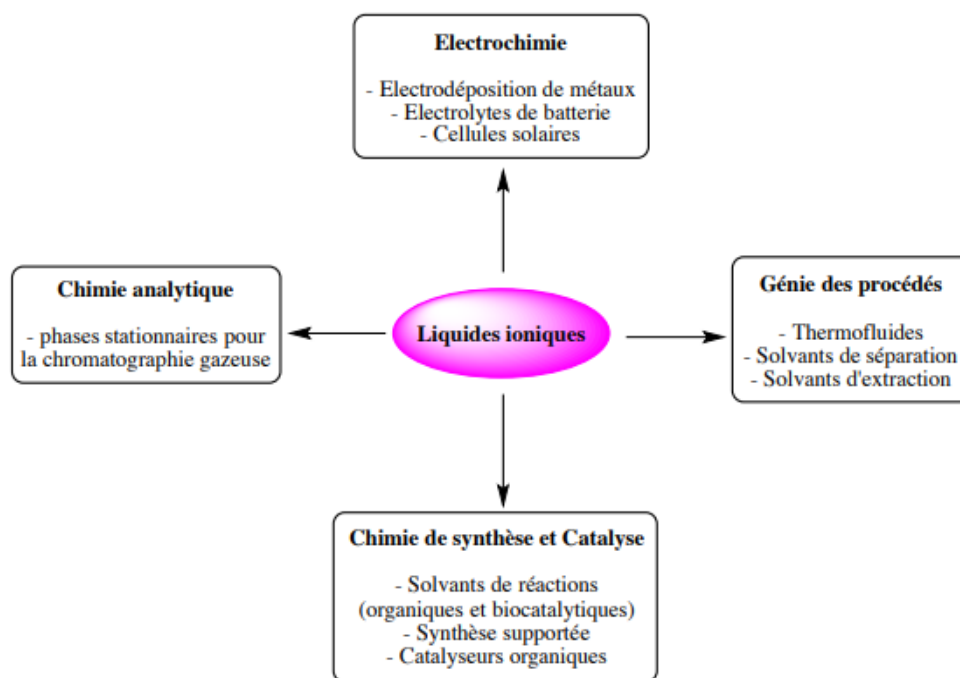 Electrochimie
- Electrodéposition de métaux
- Electrolytes de batterie
- Cellules solaires
Chimie analytique
- phases stationnaires pour
la chromatographie gazeuse
Liquides ioniques
Génie des procédés
- Thermofluides
- Solvants de séparation
- Solvants d'extraction
Chimie de synthèse et Catalyse
- Solvants de réactions
(organiques et biocatalytiques)
- Synthèse supportée
- Catalyseurs organiques